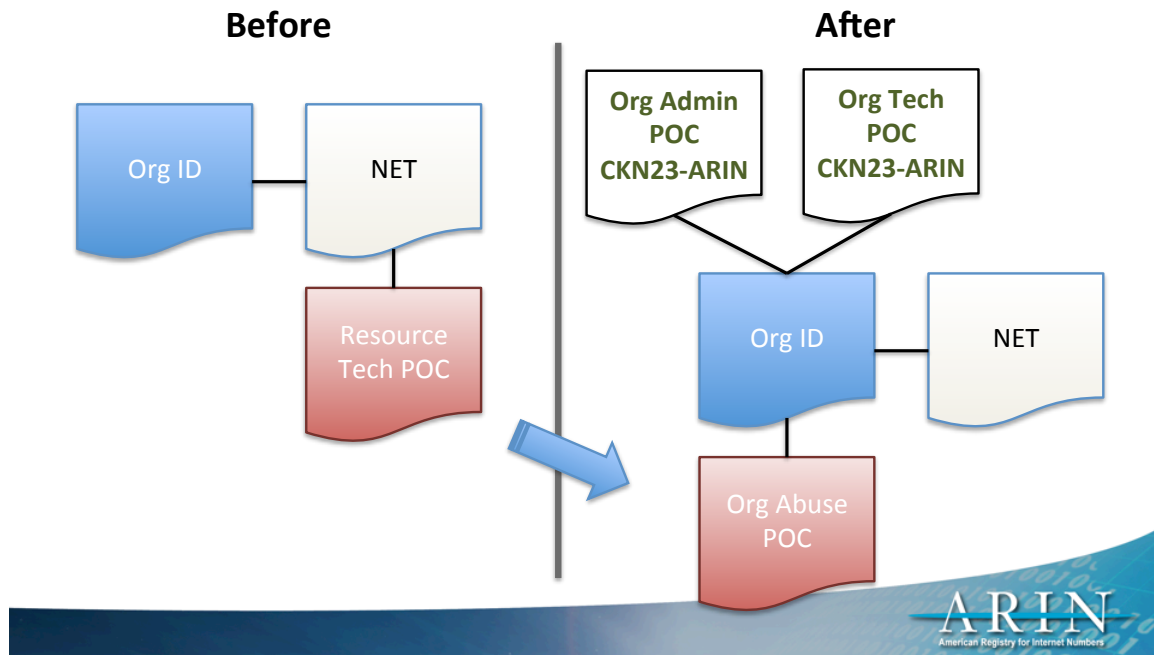 Before
Org ID
NET
Resource
Tech POC
After
Org Admin
POC
CKN23-ARIN
Org Tech
POC
CKN23-ARIN
Org ID
NET
Org Abuse
POC
ARIN
American Registry for Internet Numbers